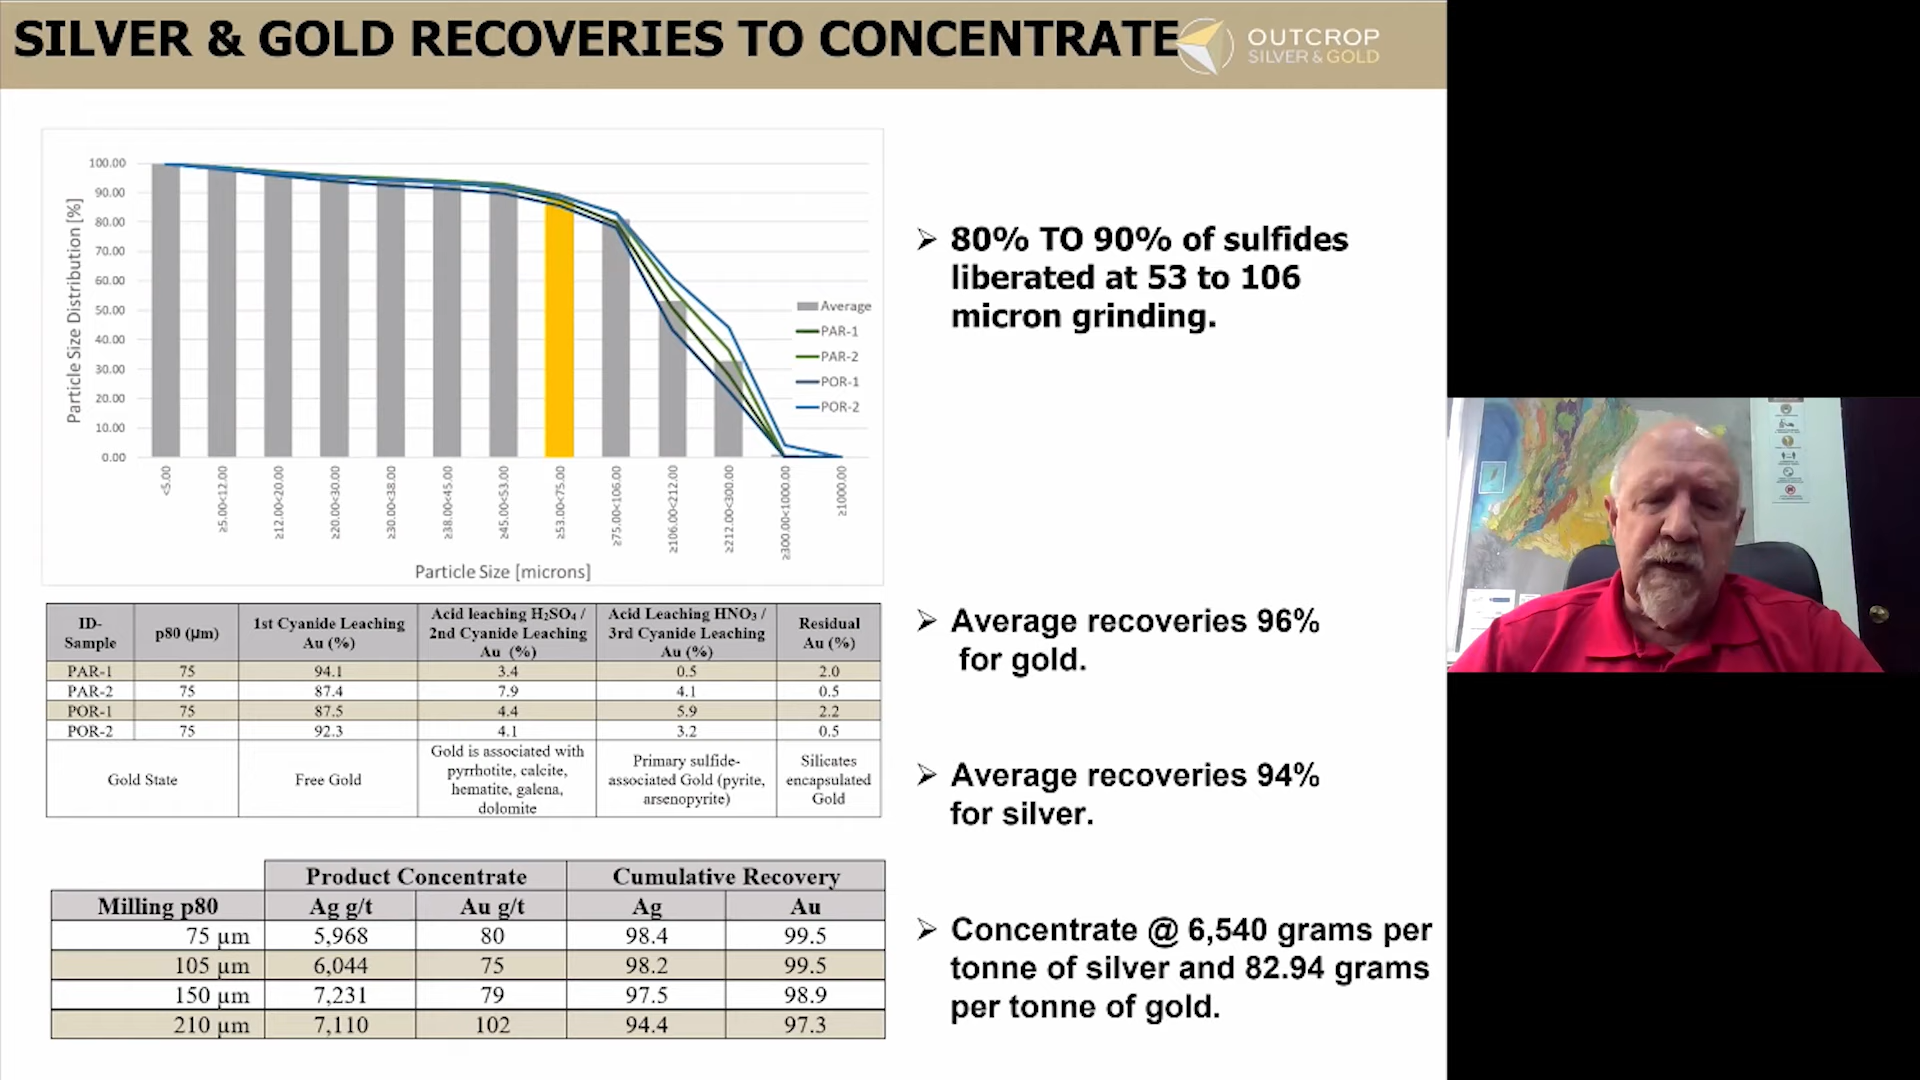 SILVER & GOLD RECOVERIES TO CONCENTRATE
OUTCROP
SILVER & GOLD
100.00
90.00
80.00
70.00
60.00
50.00
40.00
30.00
20.00
10.00
0.00
Particle Size Distribution [%]
<5.00
≥5.00<12.00
≥12.00<20.00
≥20.00<30.00
≥30.00<38.00
≥38.00<45.00
≥45.00<53.00
≥53.00<75.00
≥75.00<106.00
≥106.00<212.00
≥212.00<300.00
≥300.00<1000.00
≥1000.00
Particle Size [microns]
Average
PAR-1
PAR-2
POR-1
POR-2
➢ 80% TO 90% of sulfides
liberated at 53 to 106
micron grinding.
ID-Sample p80 (µm) 1st Cyanide Leaching Au (%) Acid leaching H₂SO₄ / 2nd Cyanide Leaching Au (%) Acid Leaching HNO₃ / 3rd Cyanide Leaching Au (%) Residual Au (%)
PAR-1 75 94.1 3.4 0.5 2.0
PAR-2 75 87.4 7.9 4.1 0.5
POR-1 75 87.5 4.4 5.9 2.2
POR-2 75 92.3 4.1 3.2 0.5
Gold State Free Gold Gold is associated with pyrrhotite, calcite, hematite, galena, dolomite Primary sulfide-associated Gold (pyrite, arsenopyrite) Silicates encapsulated Gold
➢ Average recoveries 96%
for gold.
➢ Average recoveries 94%
for silver.
Product Concentrate Cumulative Recovery
Milling p80 Ag g/t Au g/t Ag Au
75 µm 5,968 80 98.4 99.5
105 µm 6,044 75 98.2 99.5
150 µm 7,231 79 97.5 98.9
210 µm 7,110 102 94.4 97.3
➢ Concentrate @ 6,540 grams per
tonne of silver and 82.94 grams
per tonne of gold.